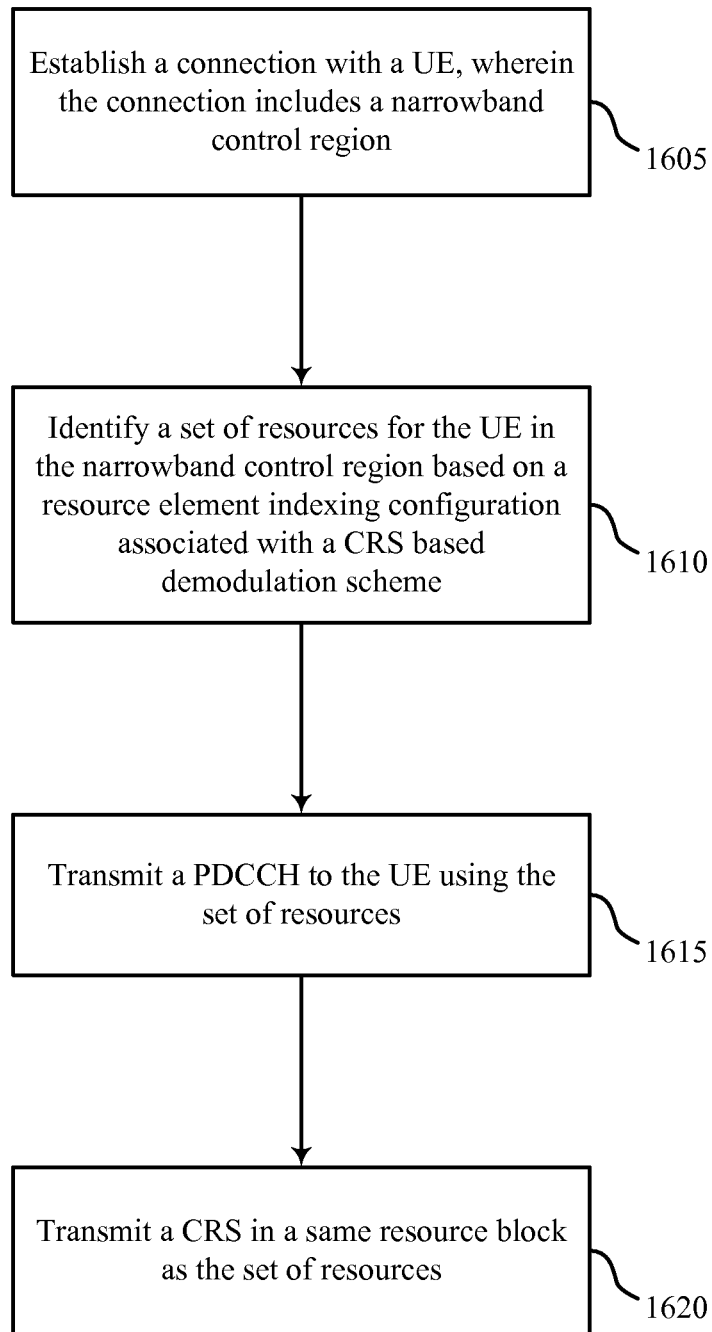 Establish a connection with a UE, wherein
the connection includes a narrowband
control region
1605
Identify a set of resources for the UE in
the narrowband control region based on a
resource element indexing configuration
associated with a CRS based
demodulation scheme
1610
Transmit a PDCCH to the UE using the
set of resources
1615
Transmit a CRS in a same resource block
as the set of resources
1620